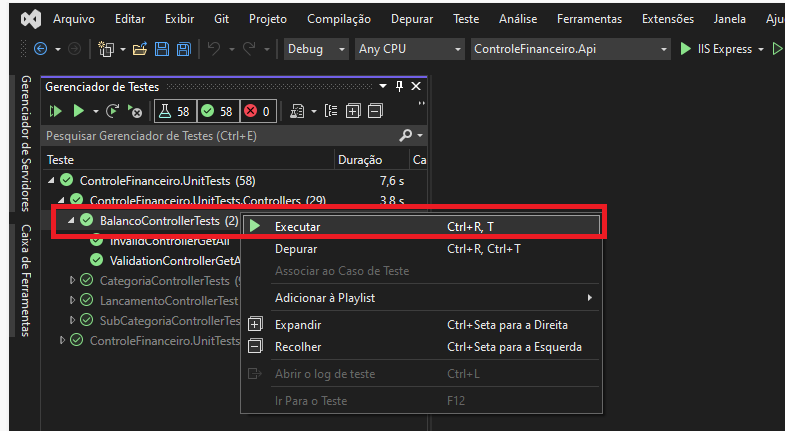 Arquivo Editar Exibir Git Projeto Compilação Depurar Teste Análise Ferramentas Extensões Janela Aju
Debug Any CPU ControleFinanceiro.Api IIS Express
Gerenciador de Servidores
Caixa de Ferramentas
Gerenciador de Testes
58 58 0
Pesquisar Gerenciador de Testes (Ctrl+E)
Teste Duração Ca
ControleFinanceiro.UnitTests (58) 7,6 s
ControleFinanceiro.UnitTests.Controllers (29) 3,8 s
BalancoControllerTests (2)
InvalidControllerGetAll
ValidationControllerGetA
CategoriaControllerTests (9
LancamentoControllerTest
SubCategoriaControllerTes
ControleFinanceiro.UnitTests
Executar Ctrl+R, T
Depurar Ctrl+R, Ctrl+T
Associar ao Caso de Teste
Adicionar à Playlist
Expandir Ctrl+Seta para a Direita
Recolher Ctrl+Seta para a Esquerda
Abrir o log de teste Ctrl+L
Ir Para o Teste F12